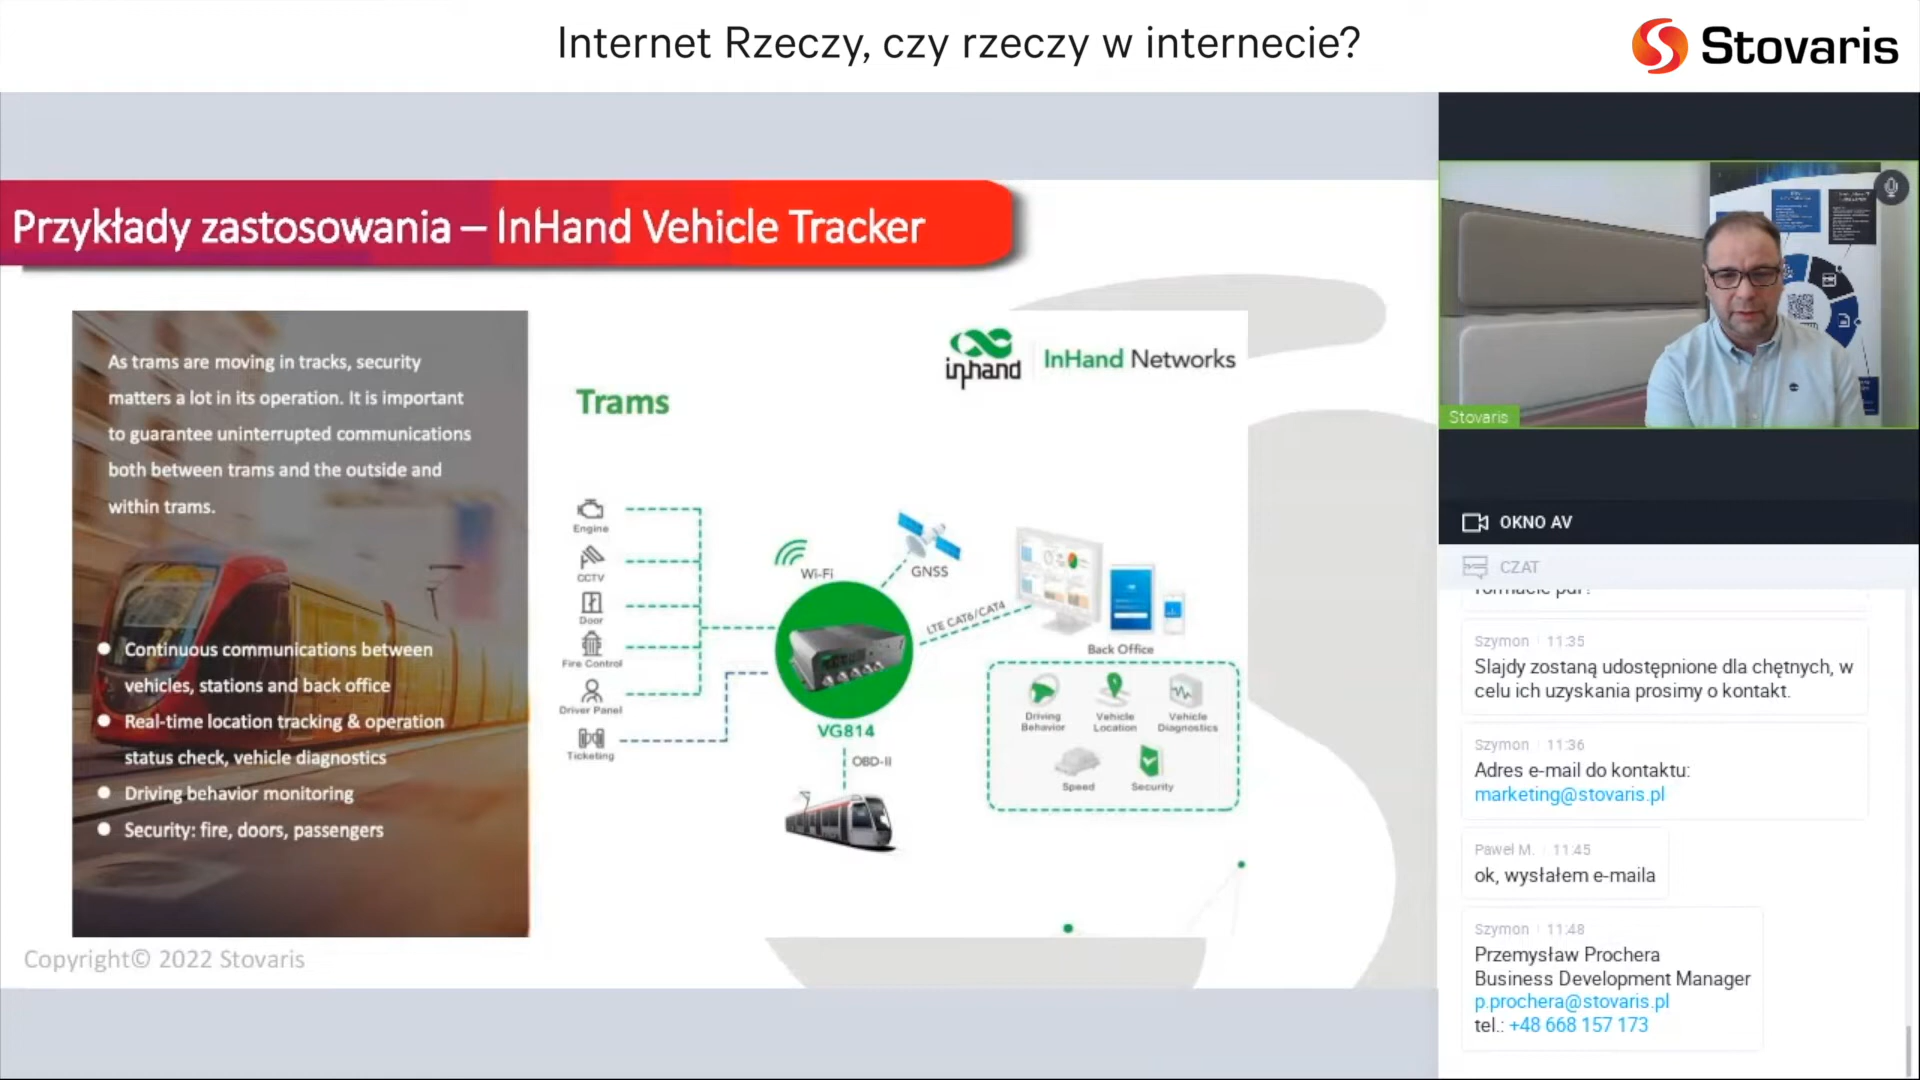 Internet Rzeczy, czy rzeczy w internecie?
Stovaris
Przykłady zastosowania – InHand Vehicle Tracker
As trams are moving in tracks, security
matters a lot in its operation. It is important
to guarantee uninterrupted communications
both between trams and the outside and
within trams.
Continuous communications between
vehicles, stations and back office
Real-time location tracking & operation
status check, vehicle diagnostics
Driving behavior monitoring
Security: fire, doors, passengers
inhand
InHand Networks
Trams
Engine
CCTV
Door
Fire Control
Driver Panel
Ticketing
Wi-Fi
GNSS
LTE CAT6/CAT4
VG814
OBD-II
Back Office
Driving
Behavior
Vehicle
Location
Vehicle
Diagnostics
Speed
Security
Copyright© 2022 Stovaris
Stovaris
OKNO AV
CZAT
Szymon 11:35
Slajdy zostaną udostępnione dla chętnych, w
celu ich uzyskania prosimy o kontakt.
Szymon 11:36
Adres e-mail do kontaktu:
marketing@stovaris.pl
Paweł M. 11:45
ok, wysłałem e-maila
Szymon 11:48
Przemysław Prochera
Business Development Manager
p.prochera@stovaris.pl
tel.: +48 668 157 173